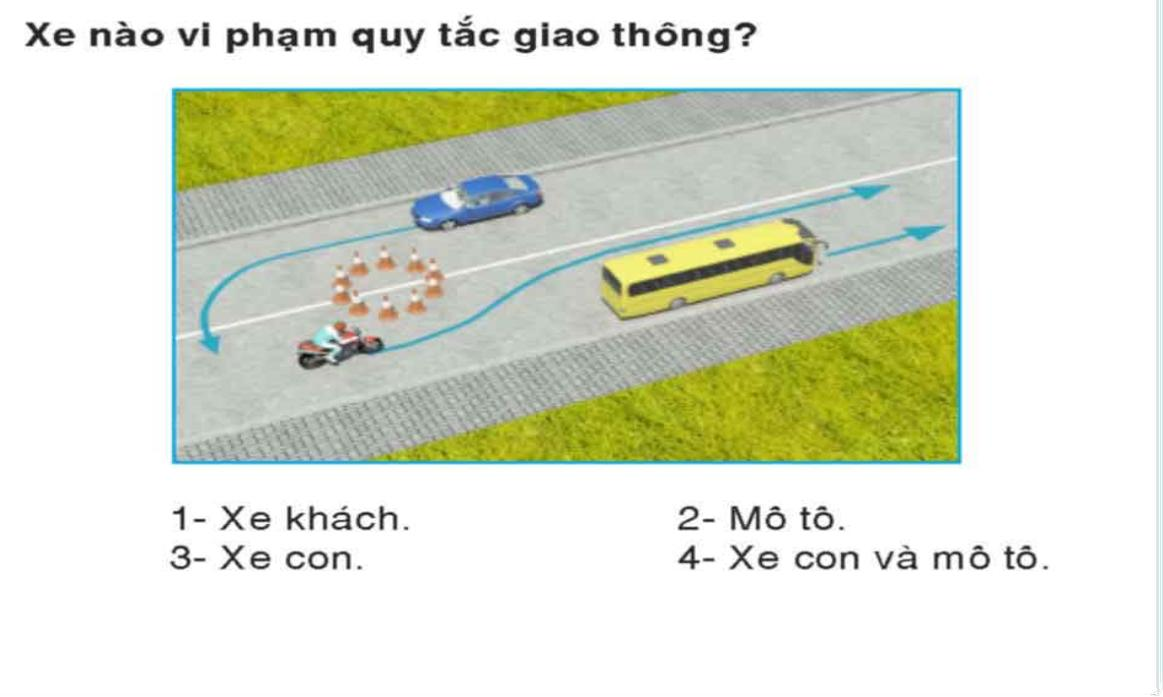 Xe nào vi phạm quy tắc giao thông?
1- Xe khách.
2- Mô tô.
3- Xe con.
4- Xe con và mô tô.